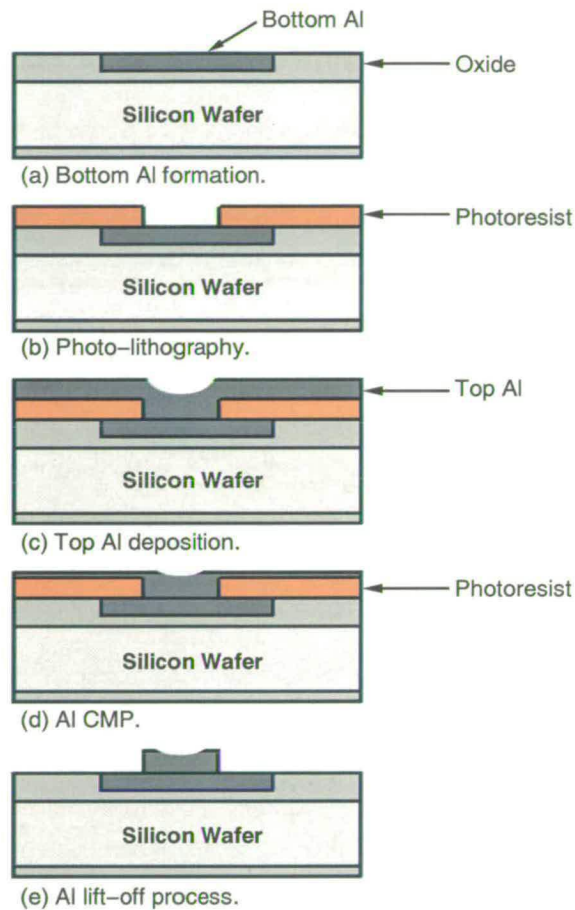 Bottom Al
Oxide
Silicon Wafer
(a) Bottom Al formation.
Photoresist
Silicon Wafer
(b) Photo–lithography.
Top Al
Silicon Wafer
(c) Top Al deposition.
Photoresist
Silicon Wafer
(d) Al CMP.
Silicon Wafer
(e) Al lift–off process.